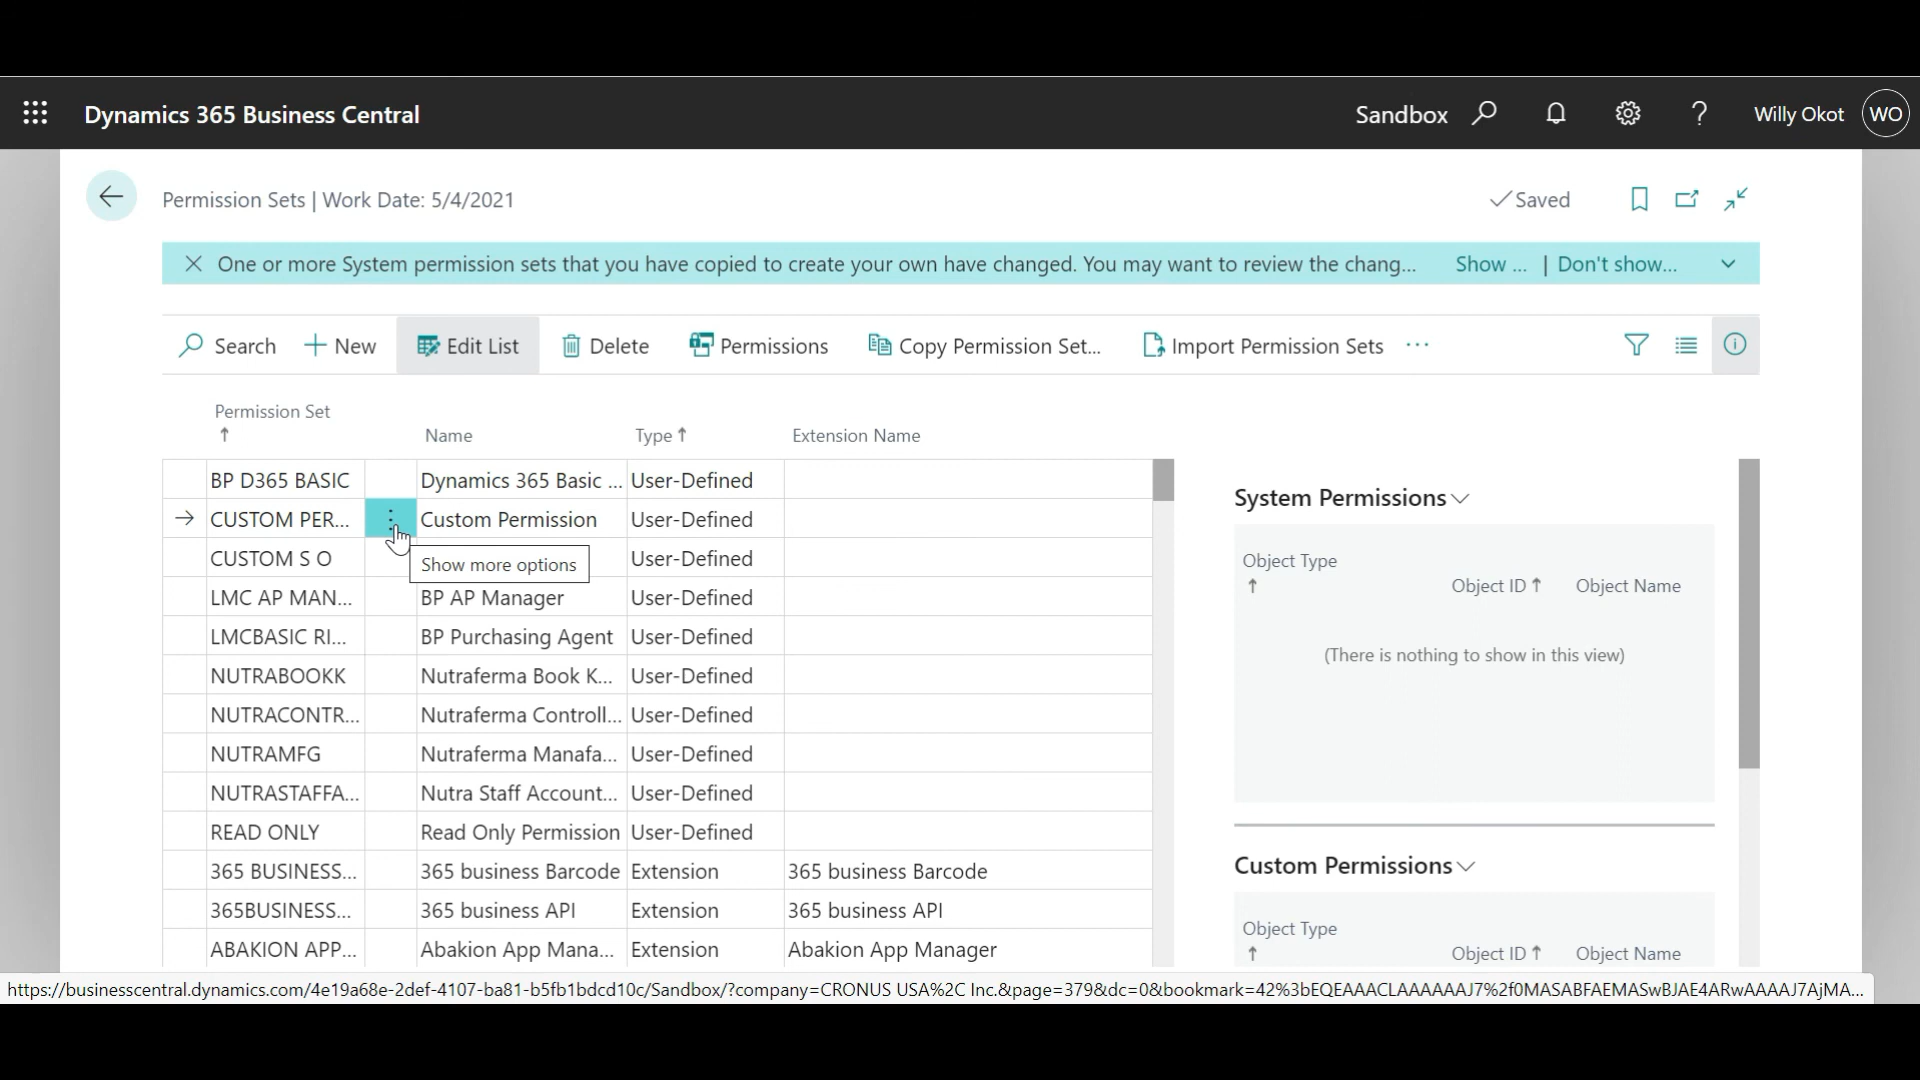 Dynamics 365 Business Central
Sandbox
Willy Okot
WO
Permission Sets | Work Date: 5/4/2021
Saved
One or more System permission sets that you have copied to create your own have changed. You may want to review the chang...
Show ... | Don't show...
Search
New
Edit List
Delete
Permissions
Copy Permission Set...
Import Permission Sets
...
Permission Set ↑ Name Type ↑ Extension Name
BP D365 BASIC Dynamics 365 Basic ... User-Defined
CUSTOM PER... Custom Permission User-Defined
CUSTOM S O User-Defined
Show more options
LMC AP MAN... BP AP Manager User-Defined
LMCBASIC RI... BP Purchasing Agent User-Defined
NUTRABOOKK Nutraferma Book K... User-Defined
NUTRACONTR... Nutraferma Controll... User-Defined
NUTRAMFG Nutraferma Manafa... User-Defined
NUTRASTAFFA... Nutra Staff Account... User-Defined
READ ONLY Read Only Permission User-Defined
365 BUSINESS... 365 business Barcode Extension 365 business Barcode
365BUSINESS... 365 business API Extension 365 business API
ABAKION APP... Abakion App Mana... Extension Abakion App Manager
System Permissions
Object Type ↑ Object ID ↑ Object Name
(There is nothing to show in this view)
Custom Permissions
Object Type ↑ Object ID ↑ Object Name
https://businesscentral.dynamics.com/4e19a68e-2def-4107-ba81-b5fb1bdcd10c/Sandbox/?company=CRONUS USA%2C Inc.&page=379&dc=0&bookmark=42%3bEQEAAACLAAAAAAJ7%2f0MASABFAEMASwBJAE4ARwAAAAJ7AjMA...